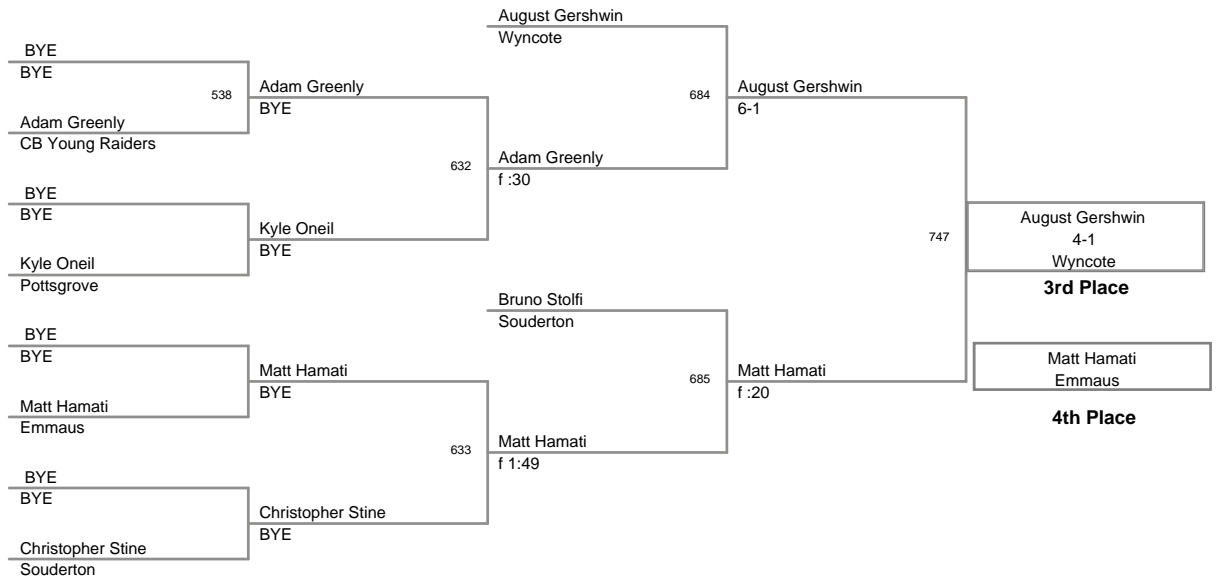 BYE
BYE
538
Adam Greenly
CB Young Raiders
BYE
BYE
Kyle Oneil
Pottsgrove
BYE
BYE
Matt Hamati
Emmaus
BYE
BYE
Christopher Stine
Souderton
Adam Greenly
BYE
632
Kyle Oneil
BYE
Matt Hamati
BYE
633
Christopher Stine
BYE
August Gershwin
Wyncote
684
Adam Greenly
f :30
Bruno Stolfi
Souderton
685
Matt Hamati
f 1:49
August Gershwin
6-1
747
Matt Hamati
f :20
August Gershwin
4-1
Wyncote
3rd Place
Matt Hamati
Emmaus
4th Place